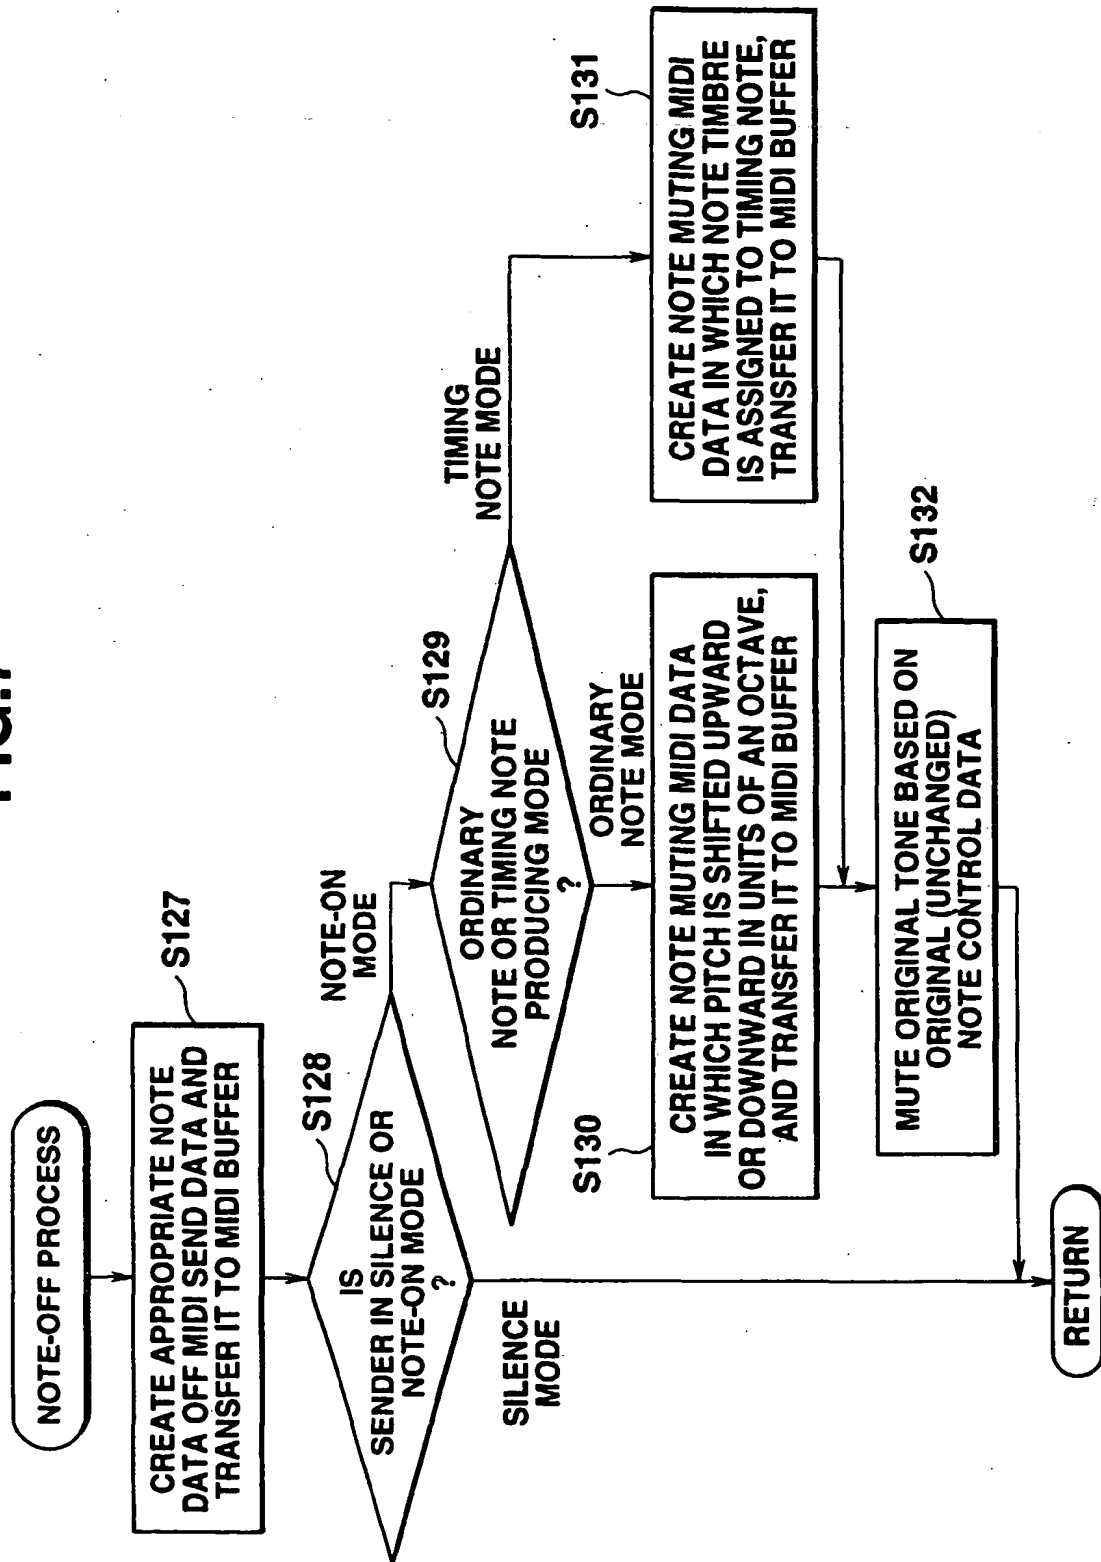 NOTE-OFF PROCESS
CREATE APPROPRIATE NOTE
DATA OFF MIDI SEND DATA AND
TRANSFER IT TO MIDI BUFFER
S127
IS
SENDER IN SILENCE OR
NOTE-ON MODE
?
S128
NOTE-ON
MODE
SILENCE
MODE
ORDINARY
NOTE OR TIMING NOTE
PRODUCING MODE
?
S129
TIMING
NOTE MODE
ORDINARY
NOTE MODE
S130
CREATE NOTE MUTING MIDI DATA
IN WHICH PITCH IS SHIFTED UPWARD
OR DOWNWARD IN UNITS OF AN OCTAVE,
AND TRANSFER IT TO MIDI BUFFER
S131
CREATE NOTE MUTING MIDI
DATA IN WHICH NOTE TIMBRE
IS ASSIGNED TO TIMING NOTE,
TRANSFER IT TO MIDI BUFFER
S132
MUTE ORIGINAL TONE BASED ON
ORIGINAL (UNCHANGED)
NOTE CONTROL DATA
RETURN